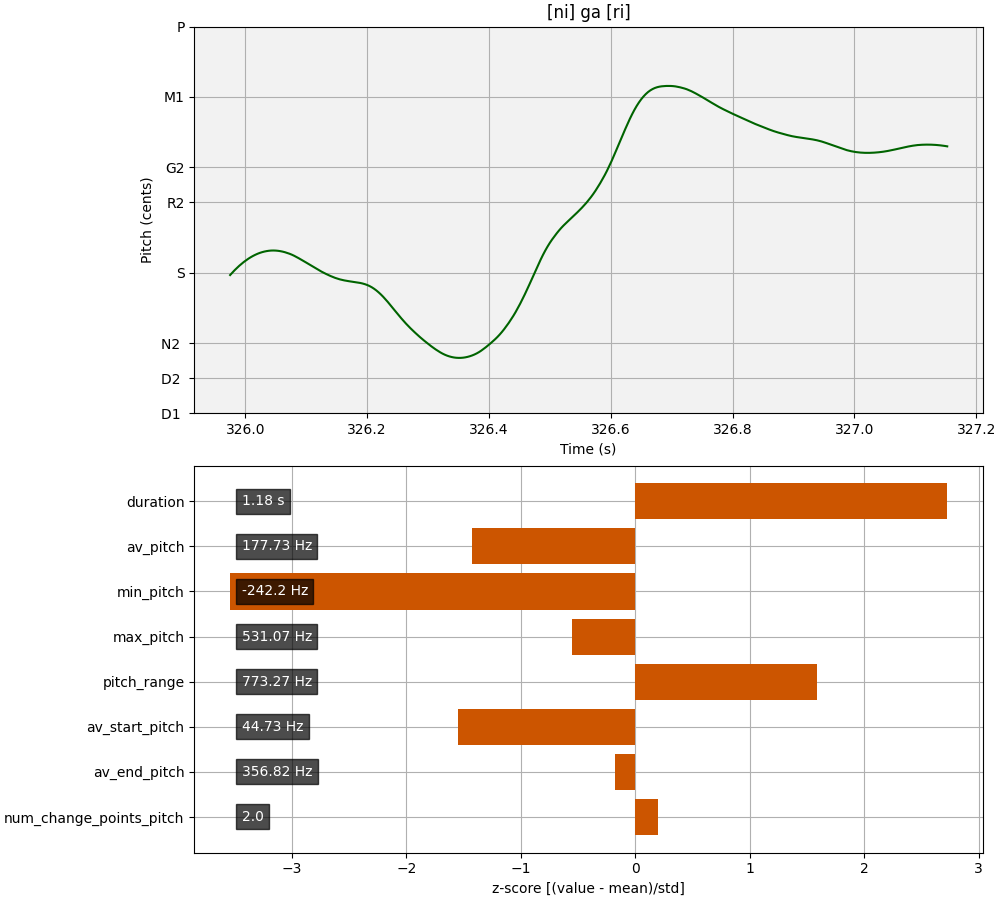 [ni] ga [ri]
P
M1
G2
R2
S
N2
D2
D1
Pitch (cents)
326.0 326.2 326.4 326.6 326.8 327.0 327.2
Time (s)
duration 1.18 s
av_pitch 177.73 Hz
min_pitch -242.2 Hz
max_pitch 531.07 Hz
pitch_range 773.27 Hz
av_start_pitch 44.73 Hz
av_end_pitch 356.82 Hz
num_change_points_pitch 2.0
−3 −2 −1 0 1 2 3
z-score [(value - mean)/std]